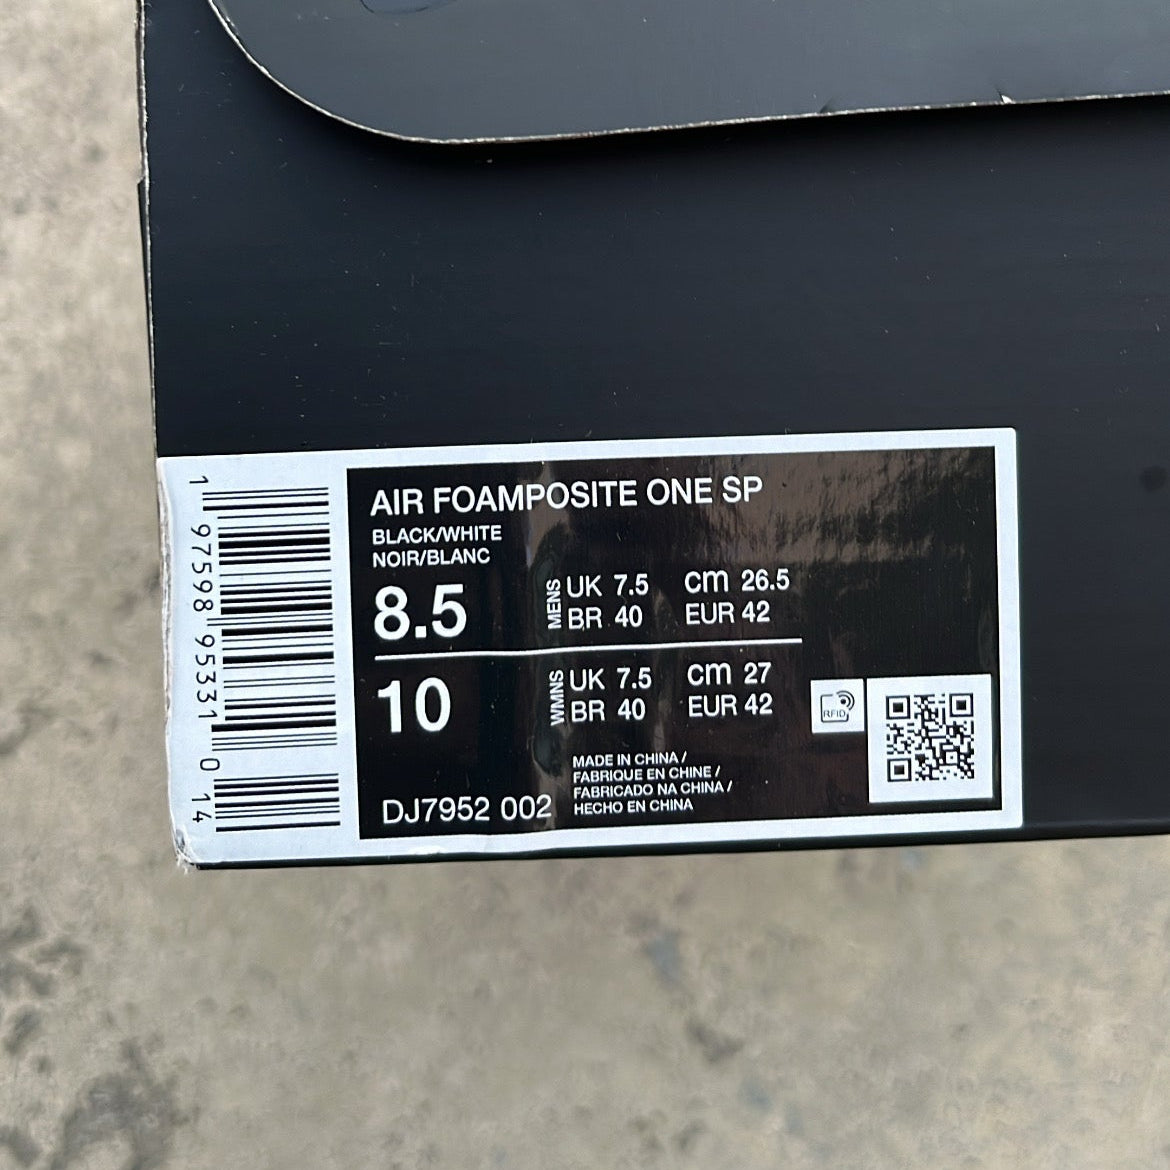 AIR FOAMPOSITE ONE SP
BLACK/WHITE
NOIR/BLANC
8.5 MENS UK 7.5 cm 26.5
BR 40 EUR 42
10 WMNS UK 7.5 cm 27
BR 40 EUR 42
RFID
MADE IN CHINA /
FABRIQUE EN CHINE /
FABRICADO NA CHINA /
HECHO EN CHINA
DJ7952 002
1 97598 95331 0 14